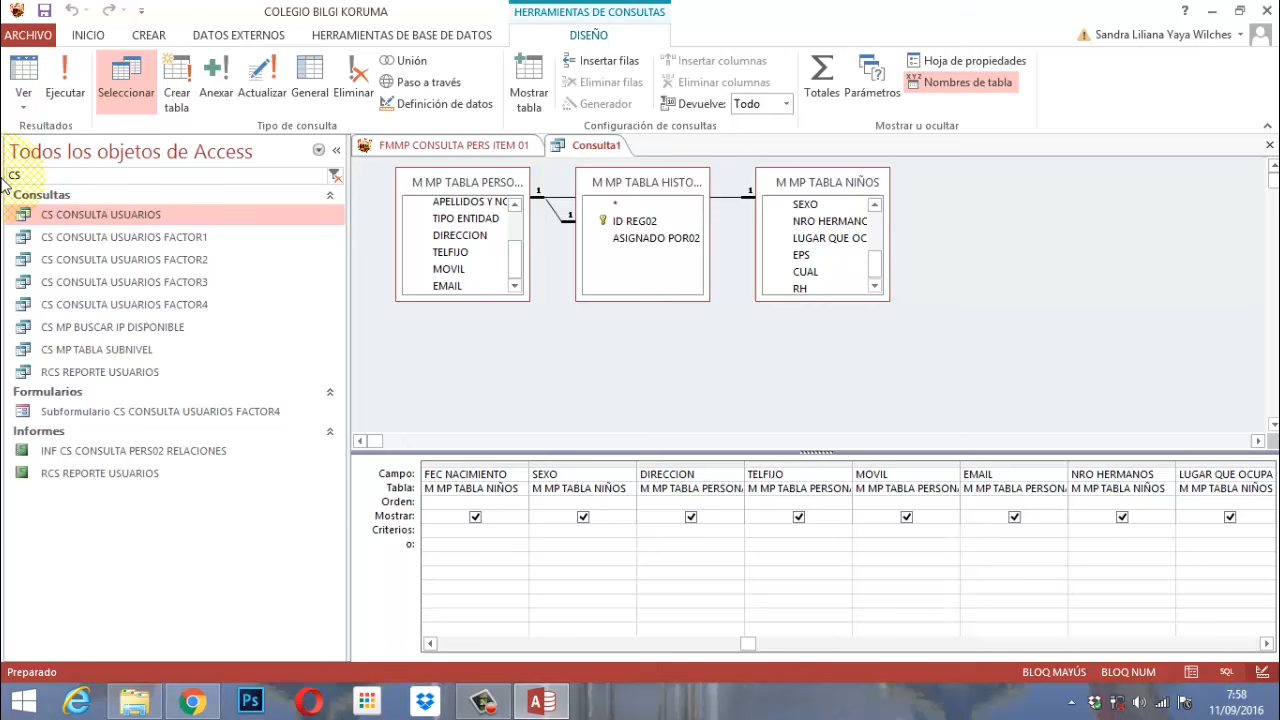 COLEGIO BILGI KORUMA
HERRAMIENTAS DE CONSULTAS
?
ARCHIVO
INICIO
CREAR
DATOS EXTERNOS
HERRAMIENTAS DE BASE DE DATOS
DISEÑO
Sandra Liliana Yaya Wilches
Ver
Ejecutar
Seleccionar
Crear tabla
Anexar
Actualizar
General
Eliminar
Unión
Paso a través
Definición de datos
Mostrar tabla
Insertar filas
Eliminar filas
Generador
Insertar columnas
Eliminar columnas
Devuelve: Todo
Totales
Parámetros
Hoja de propiedades
Nombres de tabla
Resultados
Tipo de consulta
Configuración de consultas
Mostrar u ocultar
Todos los objetos de Access
CS
Consultas
CS CONSULTA USUARIOS
CS CONSULTA USUARIOS FACTOR1
CS CONSULTA USUARIOS FACTOR2
CS CONSULTA USUARIOS FACTOR3
CS CONSULTA USUARIOS FACTOR4
CS MP BUSCAR IP DISPONIBLE
CS MP TABLA SUBNIVEL
RCS REPORTE USUARIOS
Formularios
Subformulario CS CONSULTA USUARIOS FACTOR4
Informes
INF CS CONSULTA PERS02 RELACIONES
RCS REPORTE USUARIOS
FMMP CONSULTA PERS ITEM 01
Consulta1
M MP TABLA PERSO...
APELLIDOS Y NO
TIPO ENTIDAD
DIRECCION
TELFIJO
MOVIL
EMAIL
1
1
M MP TABLA HISTO...
*
ID REG02
ASIGNADO POR02
1
M MP TABLA NIÑOS
SEXO
NRO HERMANC
LUGAR QUE OC
EPS
CUAL
RH
Campo: FEC NACIMIENTO SEXO DIRECCION TELFIJO MOVIL EMAIL NRO HERMANOS LUGAR QUE OCUPA
Tabla: M MP TABLA NIÑOS M MP TABLA NIÑOS M MP TABLA PERSONA M MP TABLA PERSONA M MP TABLA PERSONA M MP TABLA PERSONA M MP TABLA NIÑOS M MP TABLA NIÑOS
Orden:
Mostrar:
Criterios:
o:
Preparado
BLOQ MAYÚS
BLOQ NUM
SQL
Ps
7:58
11/09/2016